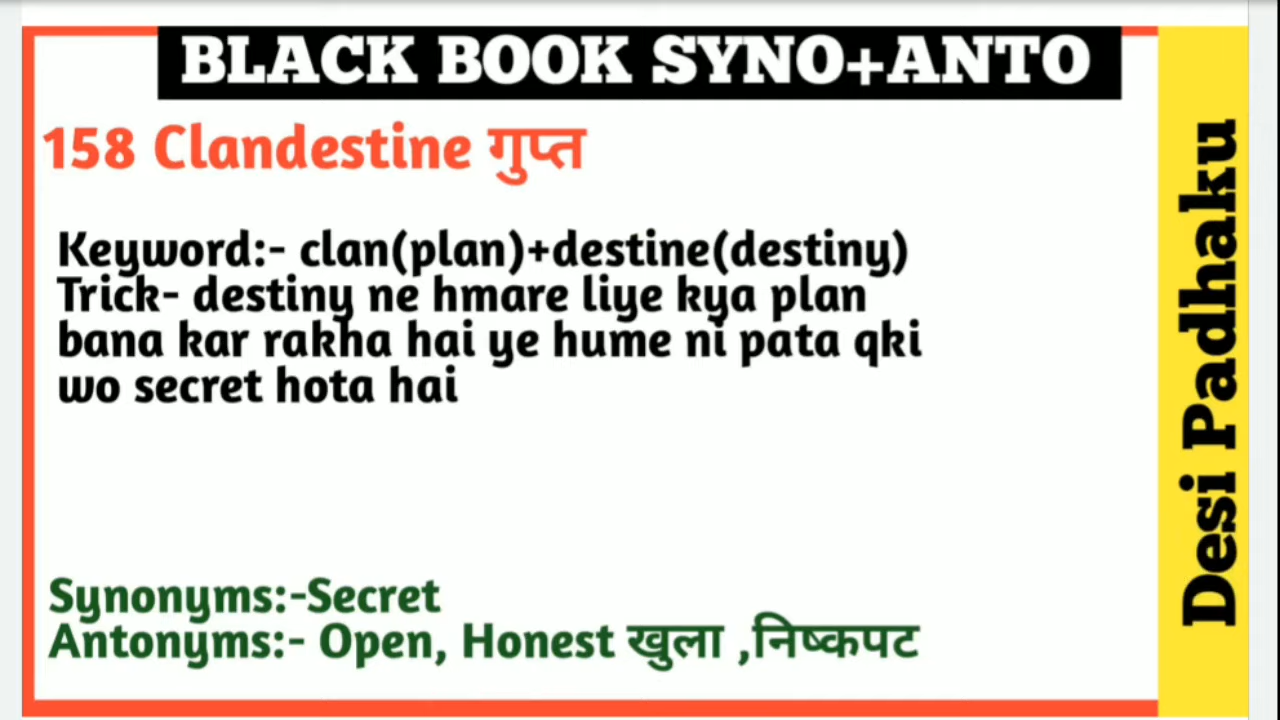 BLACK BOOK SYNO+ANTO
158 Clandestine गुप्त
Keyword:- clan(plan)+destine(destiny)
Trick- destiny ne hmare liye kya plan
bana kar rakha hai ye hume ni pata qki
wo secret hota hai
Synonyms:-Secret
Antonyms:- Open, Honest खुला ,निष्कपट
Desi Padhaku